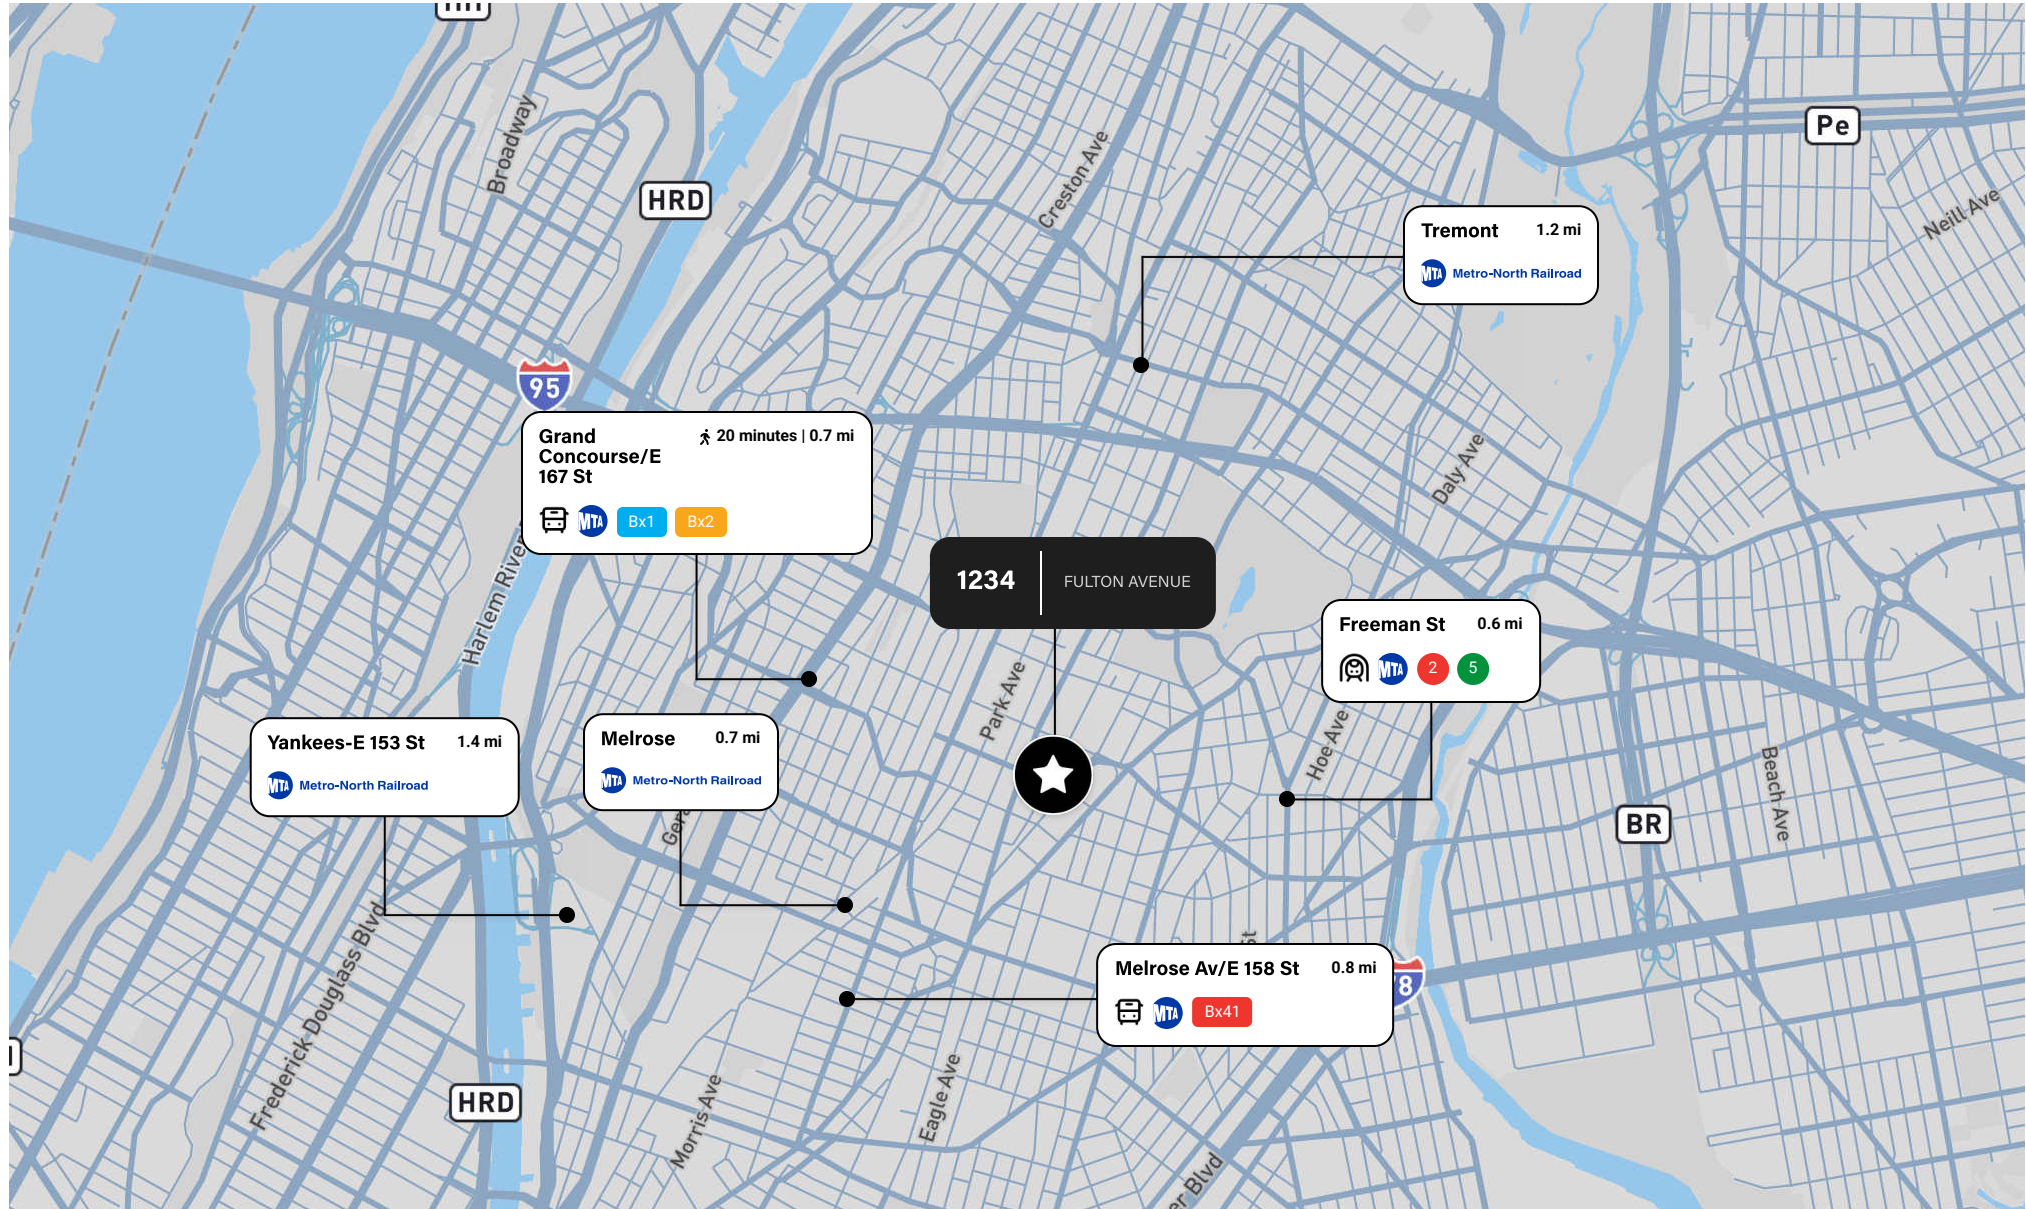 Broadway
HRD
Creston Ave
Pe
Neill Ave
Tremont 1.2 mi
MTA Metro-North Railroad
95
Grand
Concourse/E
167 St
20 minutes | 0.7 mi
MTA Bx1 Bx2
Daly Ave
Harlem River
1234 FULTON AVENUE
Freeman St 0.6 mi
MTA 2 5
Park Ave
Hoe Ave
Yankees-E 153 St 1.4 mi
MTA Metro-North Railroad
Melrose 0.7 mi
MTA Metro-North Railroad
Beach Ave
BR
Frederick Douglass Blvd
St
Melrose Av/E 158 St 0.8 mi
MTA Bx41
HRD
Morris Ave
Eagle Ave
Blvd